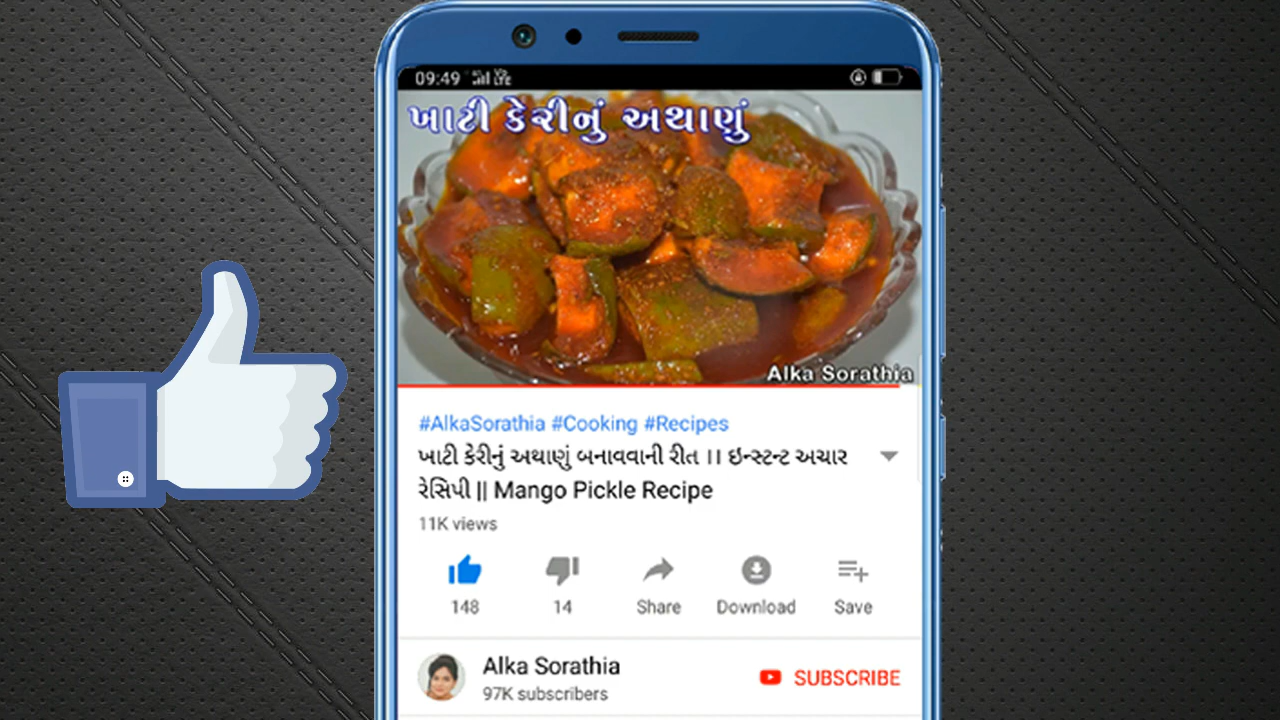 09:49
ખાટી કેરીનું અથાણું
Alka Sorathia
#AlkaSorathia #Cooking #Recipes
ખાટી કેરીનું અથાણું બનાવવાની રીત ।। ઇન્સ્ટન્ટ અચાર
રેસિપી || Mango Pickle Recipe
11K views
148 14 Share Download Save
Alka Sorathia
97K subscribers
SUBSCRIBE